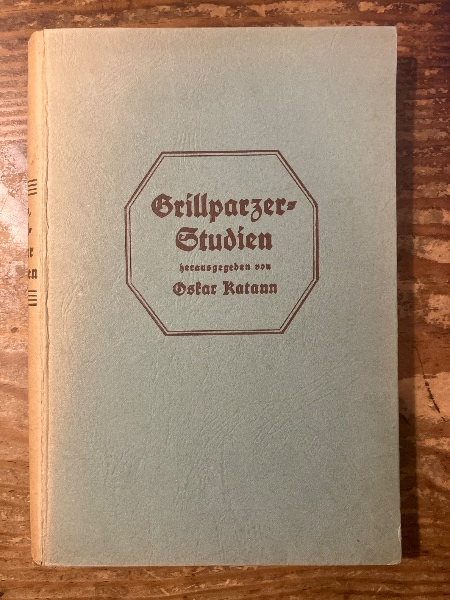 Grillparzer-
Studien
herausgegeben von
Oskar Katann